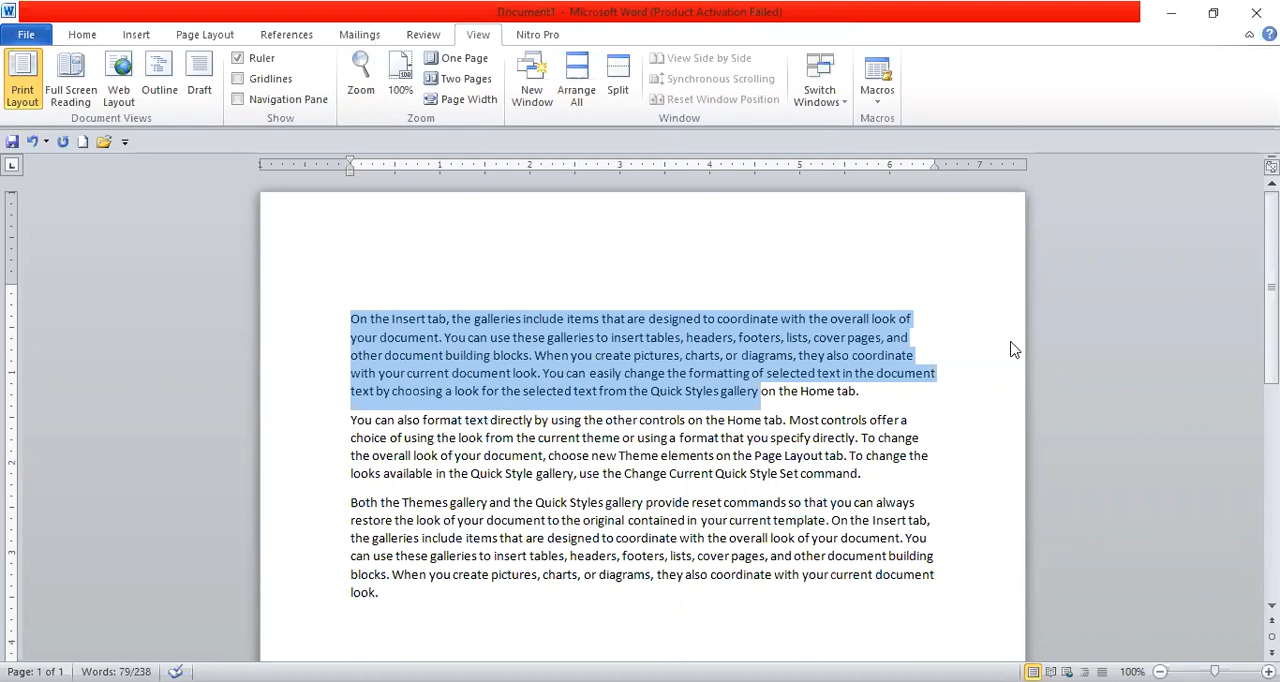 Document1 - Microsoft Word (Product Activation Failed)
File Home Insert Page Layout References Mailings Review View Nitro Pro
Print Layout
Full Screen Reading
Web Layout
Outline
Draft
Document Views
Ruler
Gridlines
Navigation Pane
Show
Zoom
100
100%
One Page
Two Pages
Page Width
Zoom
New Window
Arrange All
Split
View Side by Side
Synchronous Scrolling
Reset Window Position
Switch Windows
Window
Macros
Macros
1 1 2 3 4 5 6 7
On the Insert tab, the galleries include items that are designed to coordinate with the overall look of
your document. You can use these galleries to insert tables, headers, footers, lists, cover pages, and
other document building blocks. When you create pictures, charts, or diagrams, they also coordinate
with your current document look. You can easily change the formatting of selected text in the document
text by choosing a look for the selected text from the Quick Styles gallery on the Home tab.
You can also format text directly by using the other controls on the Home tab. Most controls offer a
choice of using the look from the current theme or using a format that you specify directly. To change
the overall look of your document, choose new Theme elements on the Page Layout tab. To change the
looks available in the Quick Style gallery, use the Change Current Quick Style Set command.
Both the Themes gallery and the Quick Styles gallery provide reset commands so that you can always
restore the look of your document to the original contained in your current template. On the Insert tab,
the galleries include items that are designed to coordinate with the overall look of your document. You
can use these galleries to insert tables, headers, footers, lists, cover pages, and other document building
blocks. When you create pictures, charts, or diagrams, they also coordinate with your current document
look.
1
2
3
4
Page: 1 of 1 Words: 79/238 100%